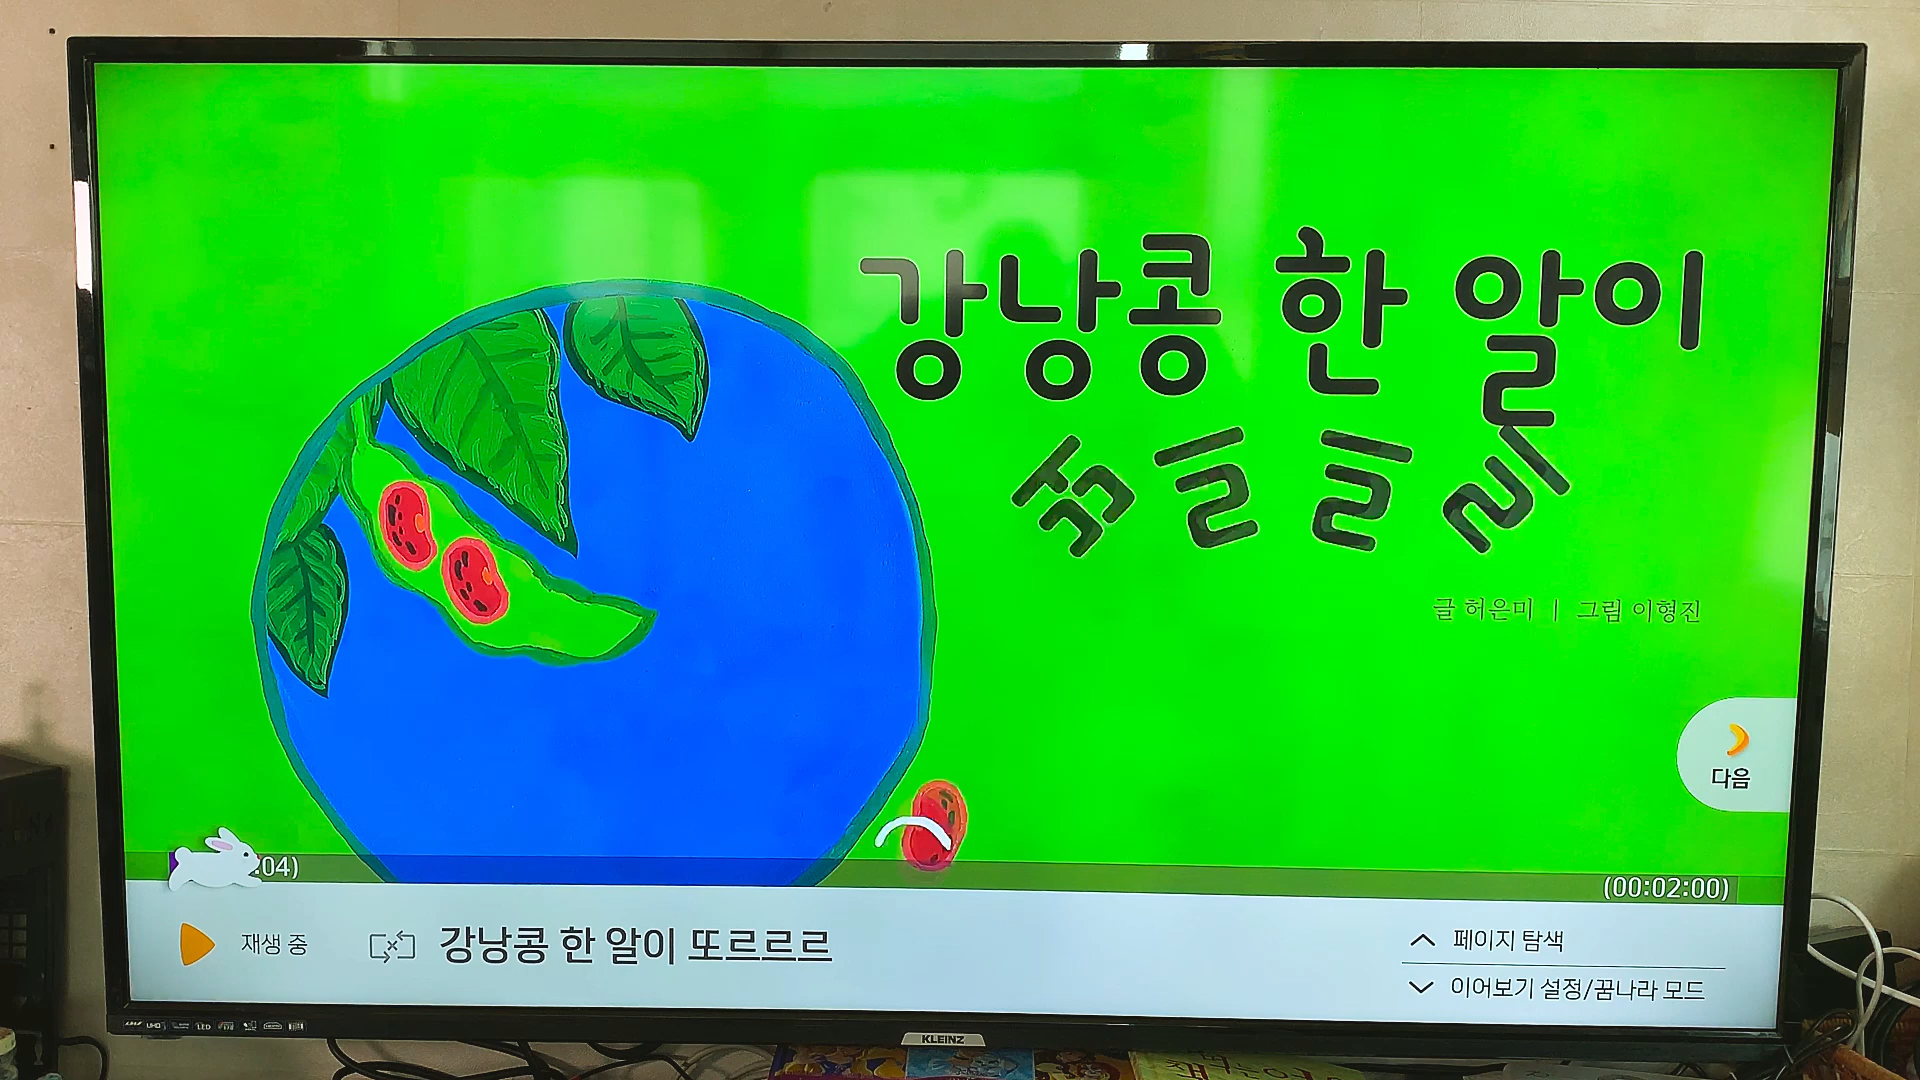 강낭콩 한 알이
또르르르
글 허은미 | 그림 이형진
다음
:04)
(00:02:00)
재생 중
강낭콩 한 알이 또르르르
페이지 탐색
이어보기 설정/꿈나라 모드
UHD LED
KLEINZ